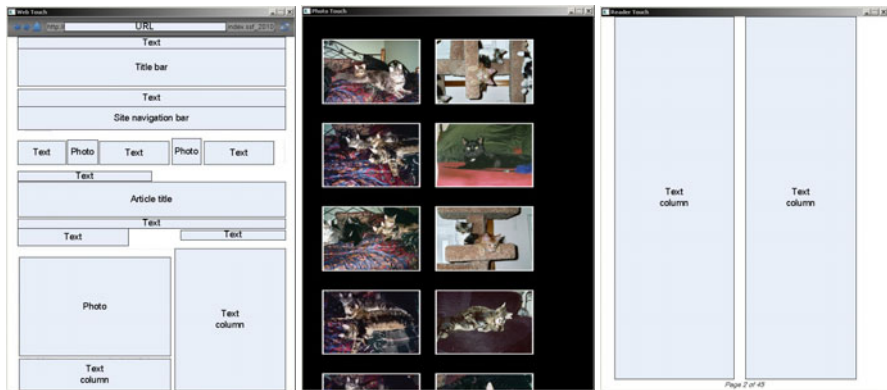 Web Touch
http://
URL
Text
Title bar
Text
Site navigation bar
Text
Photo
Text
Photo
Text
Text
Article title
Text
Text
Text
Photo
Text
column
Text
column
Photo Touch
Reader Touch
Text
column
Text
column
Page 2 of 45